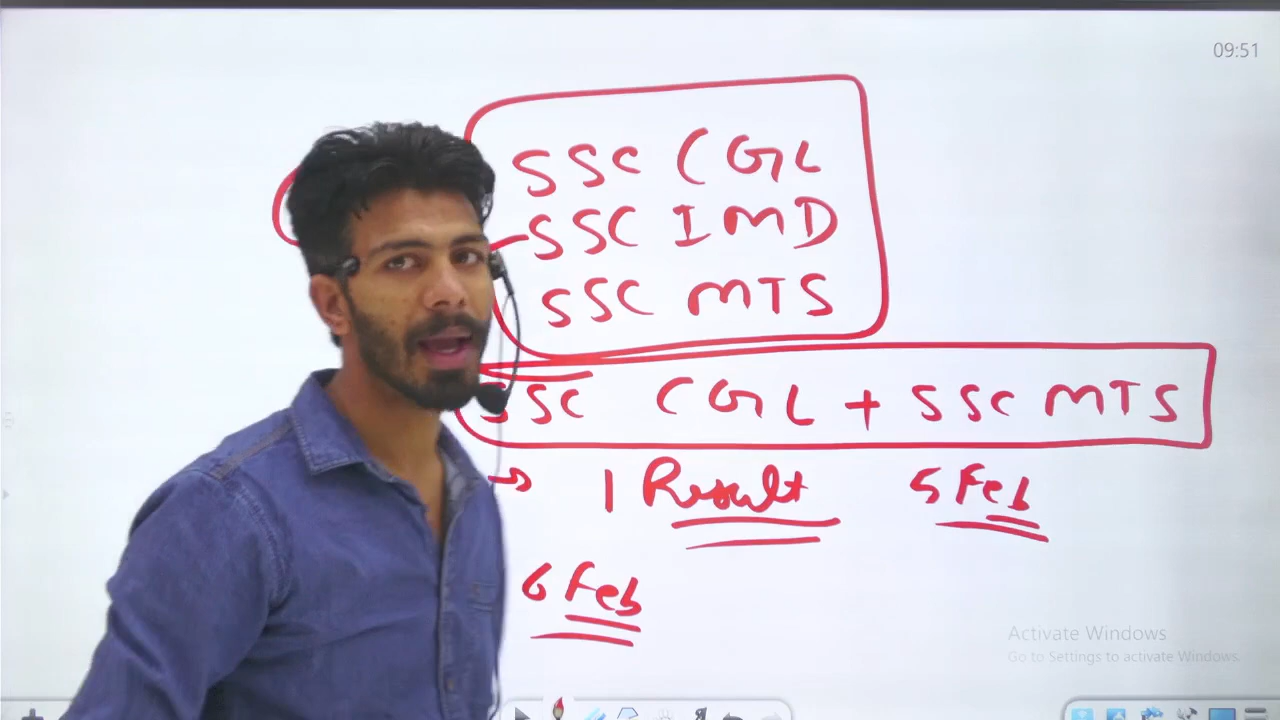 09:51
SSC CGL
SSC IMD
SSC MTS
SSC CGL + SSC MTS
→ 1 Result 5 Feb
6 Feb
Activate Windows
Go to Settings to activate Windows.